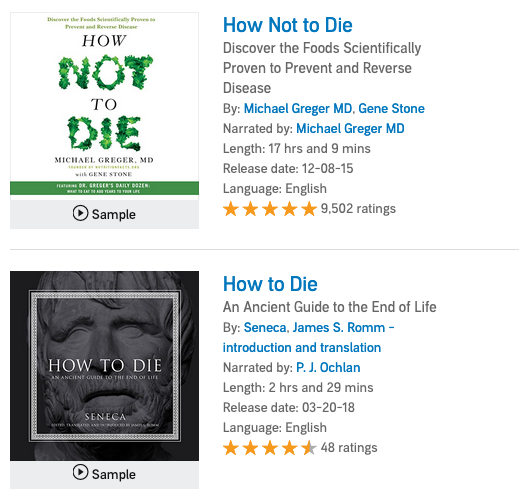 Discover the Foods Scientifically Proven to
Prevent and Reverse Disease
HOW
NOT
TO
DIE
MICHAEL GREGER, MD
FOUNDER OF NUTRITIONFACTS.ORG
with GENE STONE
FEATURING DR. GREGER'S DAILY DOZEN:
WHAT TO EAT TO ADD YEARS TO YOUR LIFE
Sample
How Not to Die
Discover the Foods Scientifically
Proven to Prevent and Reverse
Disease
By: Michael Greger MD, Gene Stone
Narrated by: Michael Greger MD
Length: 17 hrs and 9 mins
Release date: 12-08-15
Language: English
9,502 ratings
HOW TO DIE
AN ANCIENT GUIDE TO THE END OF LIFE
SENECA
EDITED, TRANSLATED, AND INTRODUCED BY JAMES S. ROMM
Sample
How to Die
An Ancient Guide to the End of Life
By: Seneca, James S. Romm -
introduction and translation
Narrated by: P. J. Ochlan
Length: 2 hrs and 29 mins
Release date: 03-20-18
Language: English
48 ratings